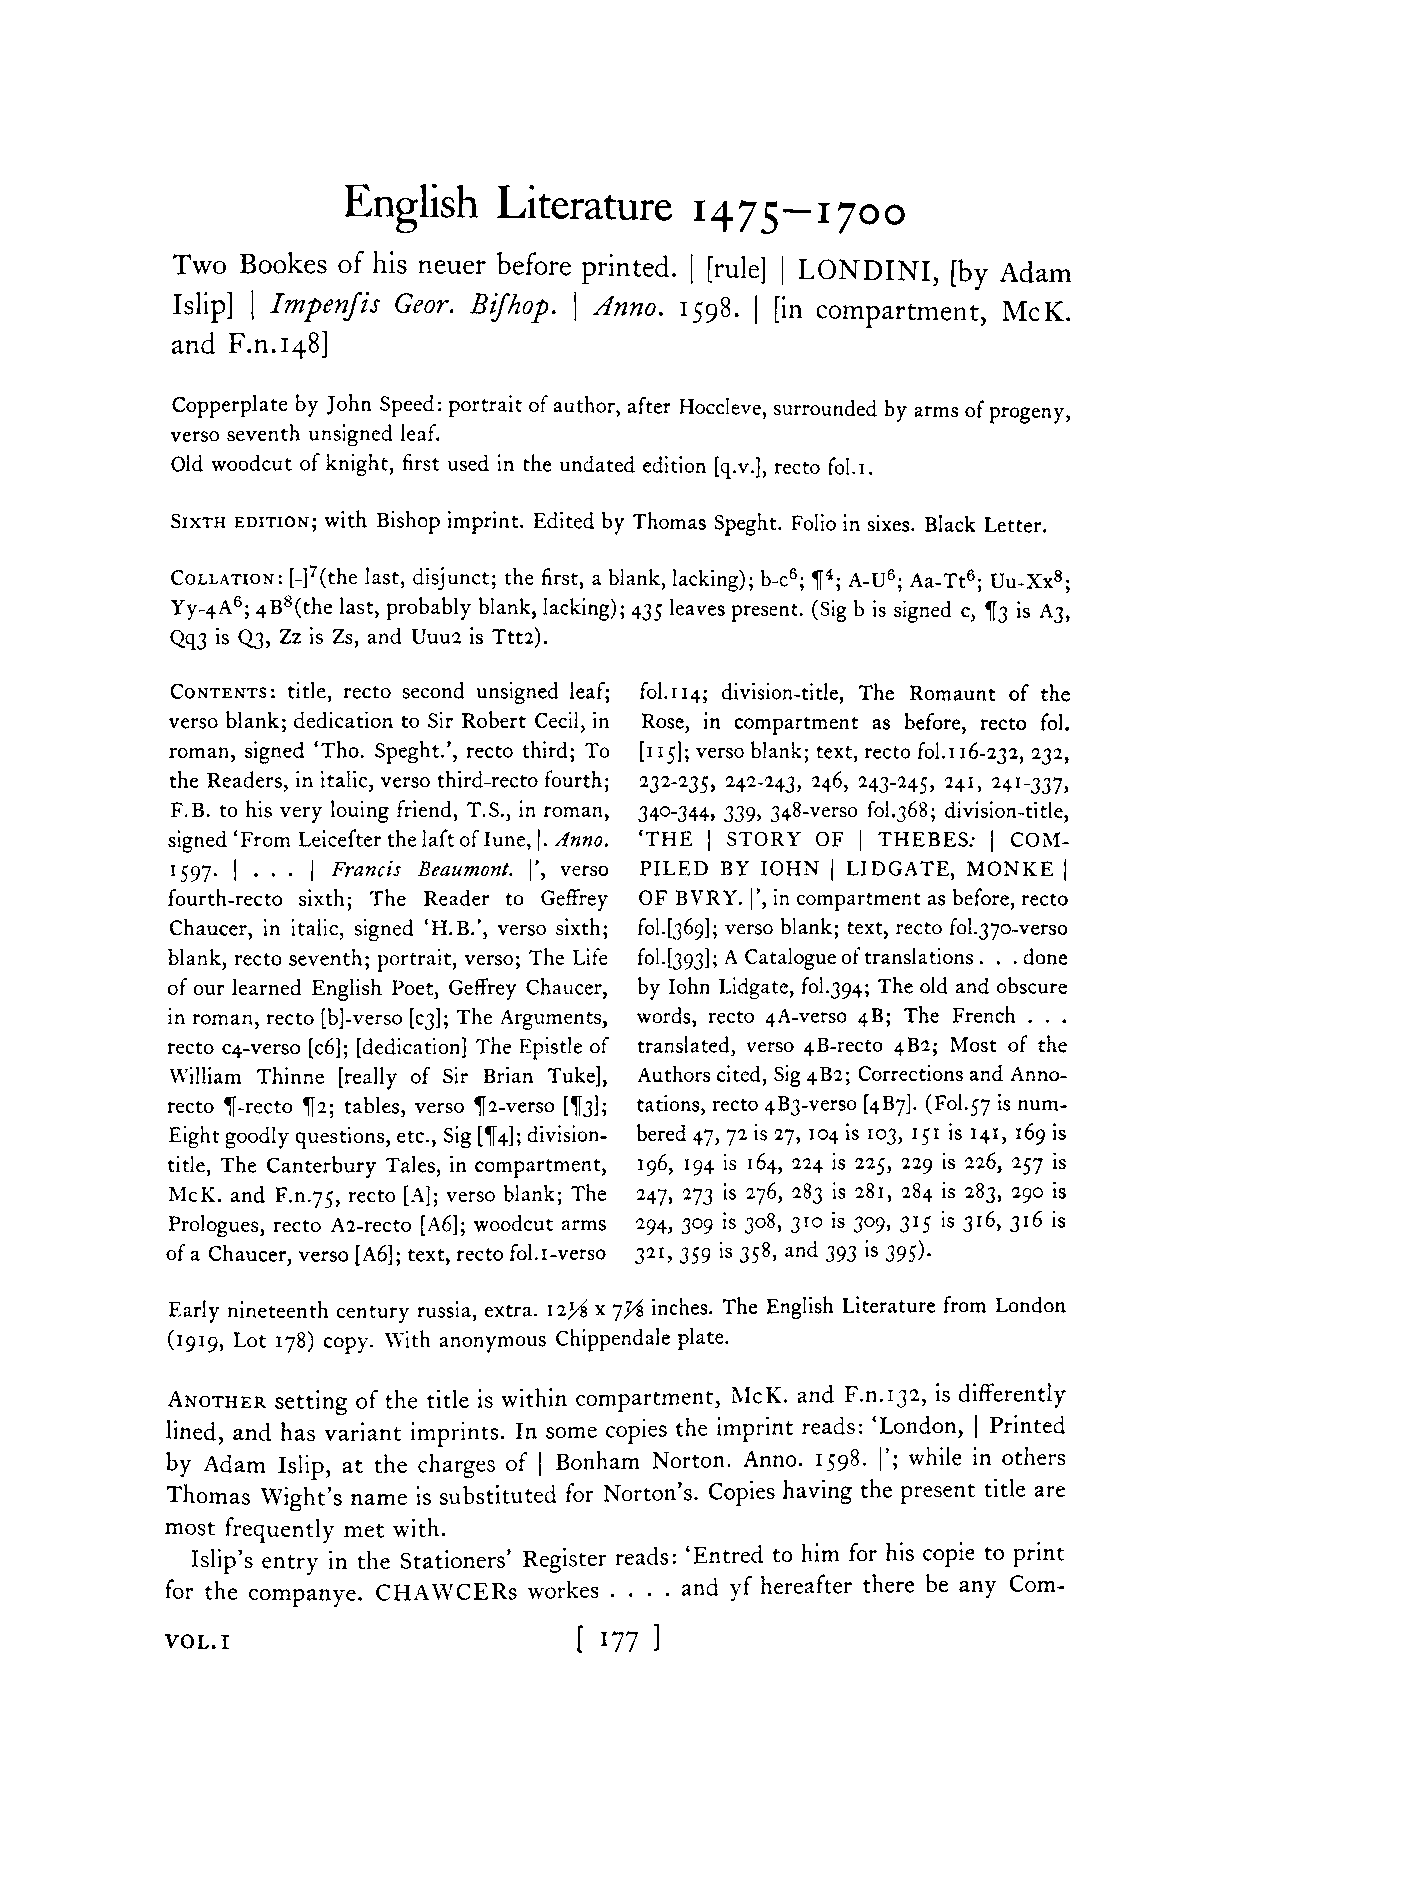 English Literature 1475–1700
Two Bookes of his neuer before printed. | [rule] | LONDINI, [by Adam
Islip] | Impenſis Geor. Biſhop. | Anno. 1598. | [in compartment, McK.
and F.n.148]
Copperplate by John Speed: portrait of author, after Hoccleve, surrounded by arms of progeny,
verso seventh unsigned leaf.
Old woodcut of knight, first used in the undated edition [q.v.], recto fol.1.
SIXTH EDITION; with Bishop imprint. Edited by Thomas Speght. Folio in sixes. Black Letter.
COLLATION: [-]⁷(the last, disjunct; the first, a blank, lacking); b-c⁶; ¶⁴; A-U⁶; Aa-Tt⁶; Uu-Xx⁸;
Yy-4A⁶; 4B⁸(the last, probably blank, lacking); 435 leaves present. (Sig b is signed c, ¶3 is A3,
Qq3 is Q3, Zz is Zs, and Uuu2 is Ttt2).
CONTENTS: title, recto second unsigned leaf;
verso blank; dedication to Sir Robert Cecil, in
roman, signed ‘Tho. Speght.’, recto third; To
the Readers, in italic, verso third-recto fourth;
F.B. to his very louing friend, T.S., in roman,
signed ‘From Leiceſter the laſt of Iune, |. Anno.
1597. | . . . | Francis Beaumont. |’, verso
fourth-recto sixth; The Reader to Geffrey
Chaucer, in italic, signed ‘H.B.’, verso sixth;
blank, recto seventh; portrait, verso; The Life
of our learned English Poet, Geffrey Chaucer,
in roman, recto [b]-verso [c3]; The Arguments,
recto c4-verso [c6]; [dedication] The Epistle of
William Thinne [really of Sir Brian Tuke],
recto ¶-recto ¶2; tables, verso ¶2-verso [¶3];
Eight goodly questions, etc., Sig [¶4]; division-
title, The Canterbury Tales, in compartment,
McK. and F.n.75, recto [A]; verso blank; The
Prologues, recto A2-recto [A6]; woodcut arms
of a Chaucer, verso [A6]; text, recto fol.1-verso
fol.114; division-title, The Romaunt of the
Rose, in compartment as before, recto fol.
[115]; verso blank; text, recto fol.116-232, 232,
232-235, 242-243, 246, 243-245, 241, 241-337,
340-344, 339, 348-verso fol.368; division-title,
‘THE | STORY OF | THEBES: | COM-
PILED BY IOHN | LIDGATE, MONKE |
OF BVRY. |’, in compartment as before, recto
fol.[369]; verso blank; text, recto fol.370-verso
fol.[393]; A Catalogue of translations . . . done
by Iohn Lidgate, fol.394; The old and obscure
words, recto 4A-verso 4B; The French . . .
translated, verso 4B-recto 4B2; Most of the
Authors cited, Sig 4B2; Corrections and Anno-
tations, recto 4B3-verso [4B7]. (Fol.57 is num-
bered 47, 72 is 27, 104 is 103, 151 is 141, 169 is
196, 194 is 164, 224 is 225, 229 is 226, 257 is
247, 273 is 276, 283 is 281, 284 is 283, 290 is
294, 309 is 308, 310 is 309, 315 is 316, 316 is
321, 359 is 358, and 393 is 395).
Early nineteenth century russia, extra. 12⅛ x 7⅞ inches. The English Literature from London
(1919, Lot 178) copy. With anonymous Chippendale plate.
ANOTHER setting of the title is within compartment, McK. and F.n.132, is differently
lined, and has variant imprints. In some copies the imprint reads: ‘London, | Printed
by Adam Islip, at the charges of | Bonham Norton. Anno. 1598. |’; while in others
Thomas Wight’s name is substituted for Norton’s. Copies having the present title are
most frequently met with.
Islip’s entry in the Stationers’ Register reads: ‘Entred to him for his copie to print
for the companye. CHAWCERs workes . . . . and yf hereafter there be any Com-
VOL.I [ 177 ]